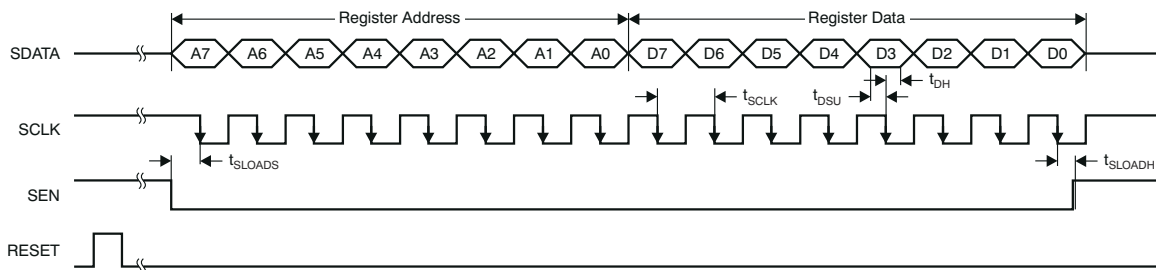 Register Address Register Data
SDATA A7 A6 A5 A4 A3 A2 A1 A0 D7 D6 D5 D4 D3 D2 D1 D0
tSCLK tDSU tDH
SCLK
tSLOADS tSLOADH
SEN
RESET